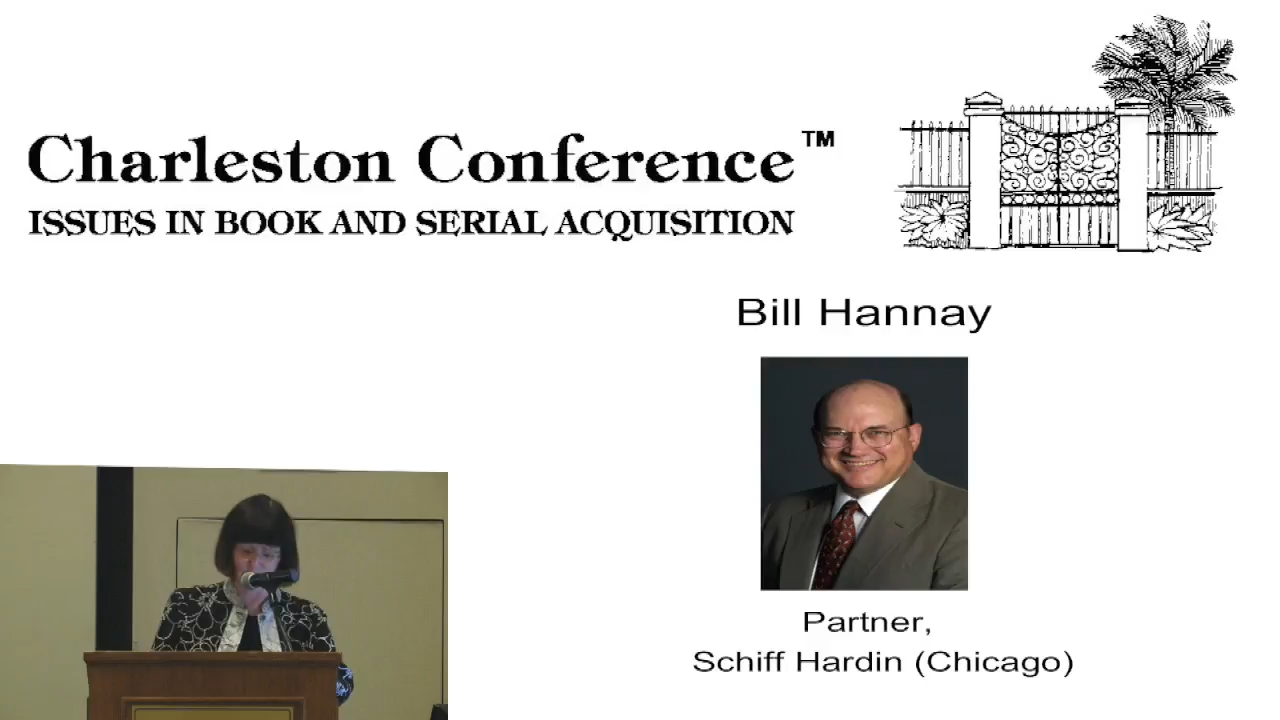 Charleston Conference™
ISSUES IN BOOK AND SERIAL ACQUISITION
Bill Hannay
Partner,
Schiff Hardin (Chicago)